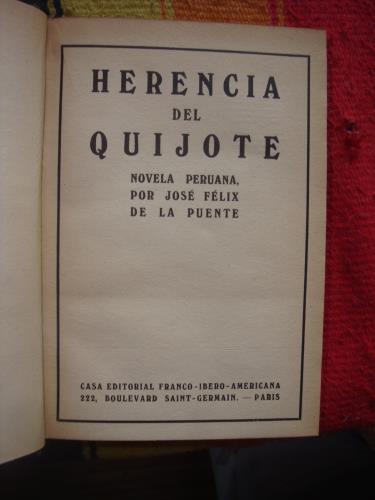 HERENCIA
DEL
QUIJOTE
NOVELA PERUANA,
POR JOSÉ FÉLIX
DE LA PUENTE
CASA EDITORIAL FRANCO-IBERO-AMERICANA
222, BOULEVARD SAINT-GERMAIN. — PARIS